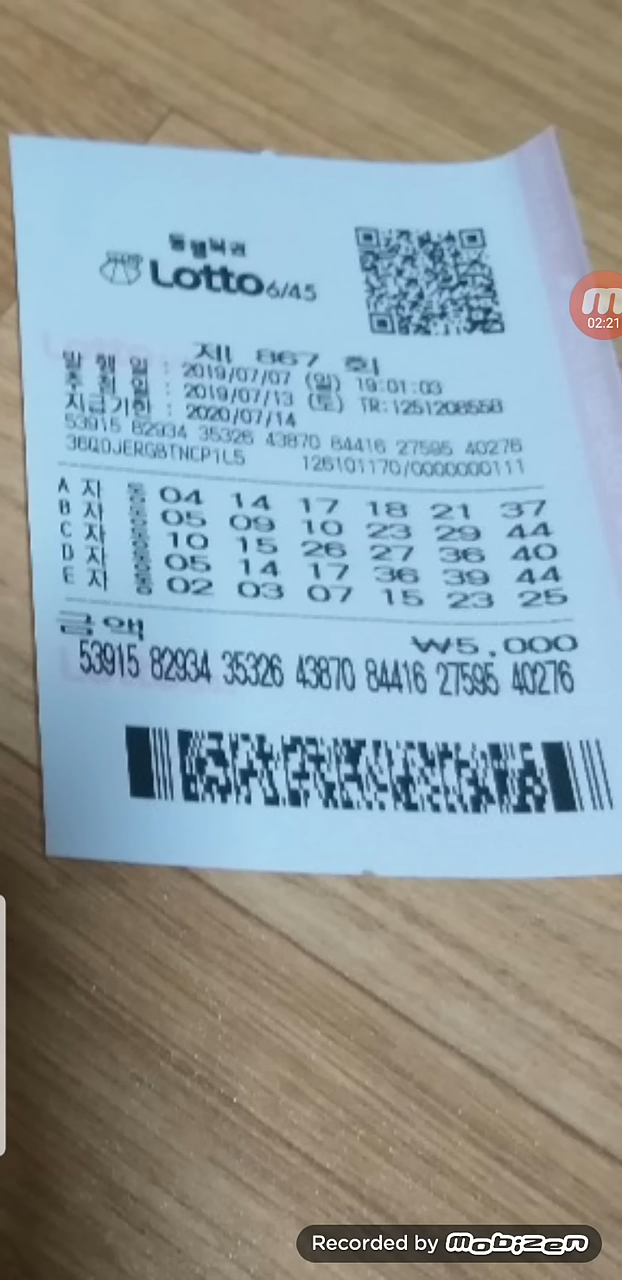 동행복권
Lotto 6/45
제 867 회
발 행 일 : 2019/07/07 (일) 19:01:03
추 첨 일 : 2019/07/13 (토) TR:1251208558
지급기한 : 2020/07/14
53915 82934 35326 43870 84416 27595 40276
126101170/0000000111
A 자 동 04 14 17 18 21 37
B 자 동 05 09 10 23 29 44
C 자 동 10 15 26 27 36 40
D 자 동 05 14 17 36 39 44
E 자 동 02 03 07 15 23 25
금액 ₩5,000
53915 82934 35326 43870 84416 27595 40276
02:21
Recorded by mobizen